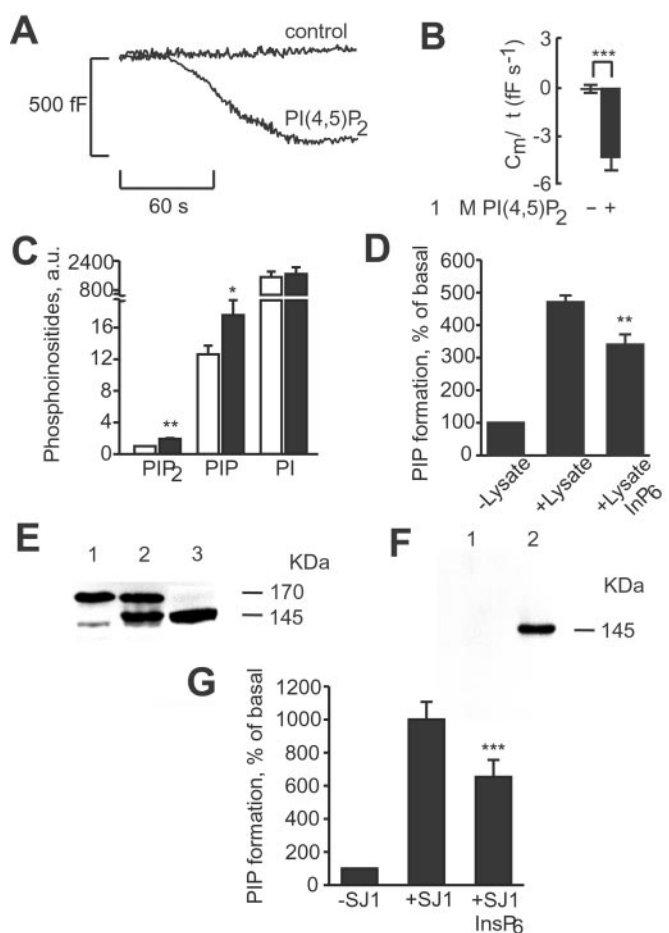 A
control
500 fF
PI(4,5)P2
60 s
B
***
Cm/ t (fF s-1)
3
0
-3
-6
1 M PI(4,5)P2 – +
C
Phosphoinositides, a.u.
2400
800
16
12
8
4
0
**
*
PIP2 PIP PI
D
PIP formation, % of basal
500
400
300
200
100
0
**
-Lysate
+Lysate
+Lysate
InP6
E
1 2 3
KDa
170
145
F
1 2
KDa
145
G
PIP formation, % of basal
1200
1000
800
600
400
200
0
***
-SJ1 +SJ1 +SJ1
InsP6